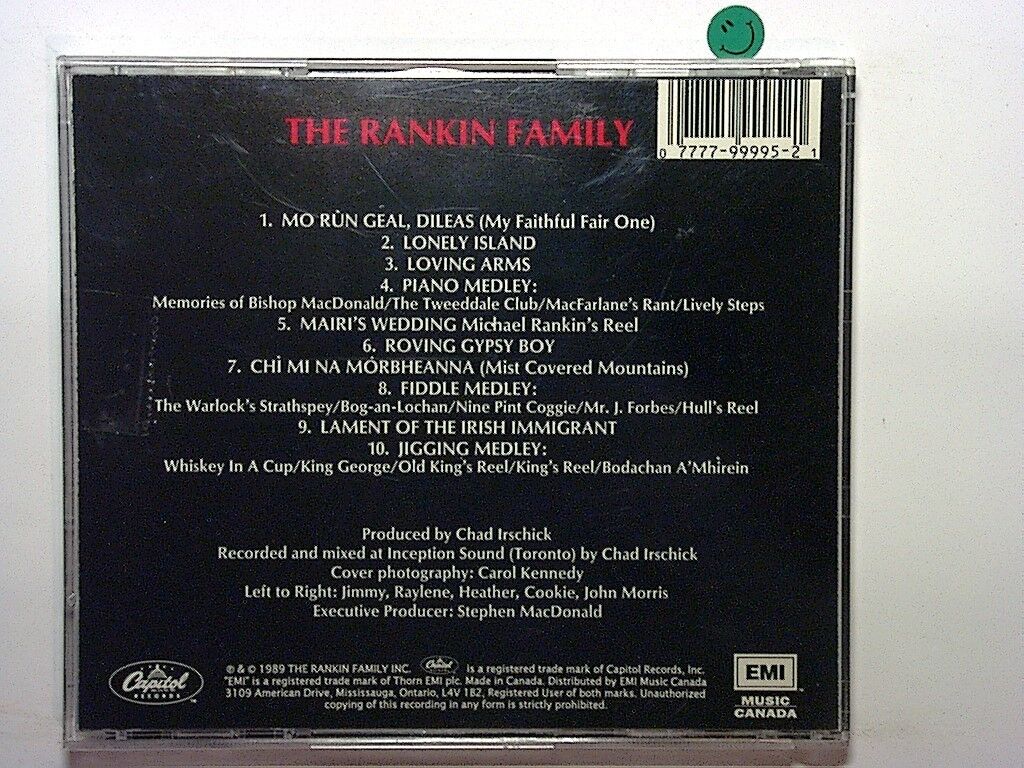 THE RANKIN FAMILY
0 7777-99995-2 1
1. MO RÙN GEAL, DILEAS (My Faithful Fair One)
2. LONELY ISLAND
3. LOVING ARMS
4. PIANO MEDLEY:
Memories of Bishop MacDonald/The Tweeddale Club/MacFarlane's Rant/Lively Steps
5. MAIRI'S WEDDING Michael Rankin's Reel
6. ROVING GYPSY BOY
7. CHÌ MI NA MÓRBHEANNA (Mist Covered Mountains)
8. FIDDLE MEDLEY:
The Warlock's Strathspey/Bog-an-Lochan/Nine Pint Coggie/Mr. J. Forbes/Hull's Reel
9. LAMENT OF THE IRISH IMMIGRANT
10. JIGGING MEDLEY:
Whiskey In A Cup/King George/Old King's Reel/King's Reel/Bodachan A'Mhirein
Produced by Chad Irschick
Recorded and mixed at Inception Sound (Toronto) by Chad Irschick
Cover photography: Carol Kennedy
Left to Right: Jimmy, Raylene, Heather, Cookie, John Morris
Executive Producer: Stephen MacDonald
Capitol
RECORDS
™
℗ & © 1989 THE RANKIN FAMILY INC. Capitol is a registered trade mark of Capitol Records, Inc.
"EMI" is a registered trade mark of Thorn EMI plc. Made in Canada. Distributed by EMI Music Canada
3109 American Drive, Mississauga, Ontario, L4V 1B2, Registered User of both marks. Unauthorized
copying of this recording in any form is strictly prohibited.
EMI
™
MUSIC
CANADA